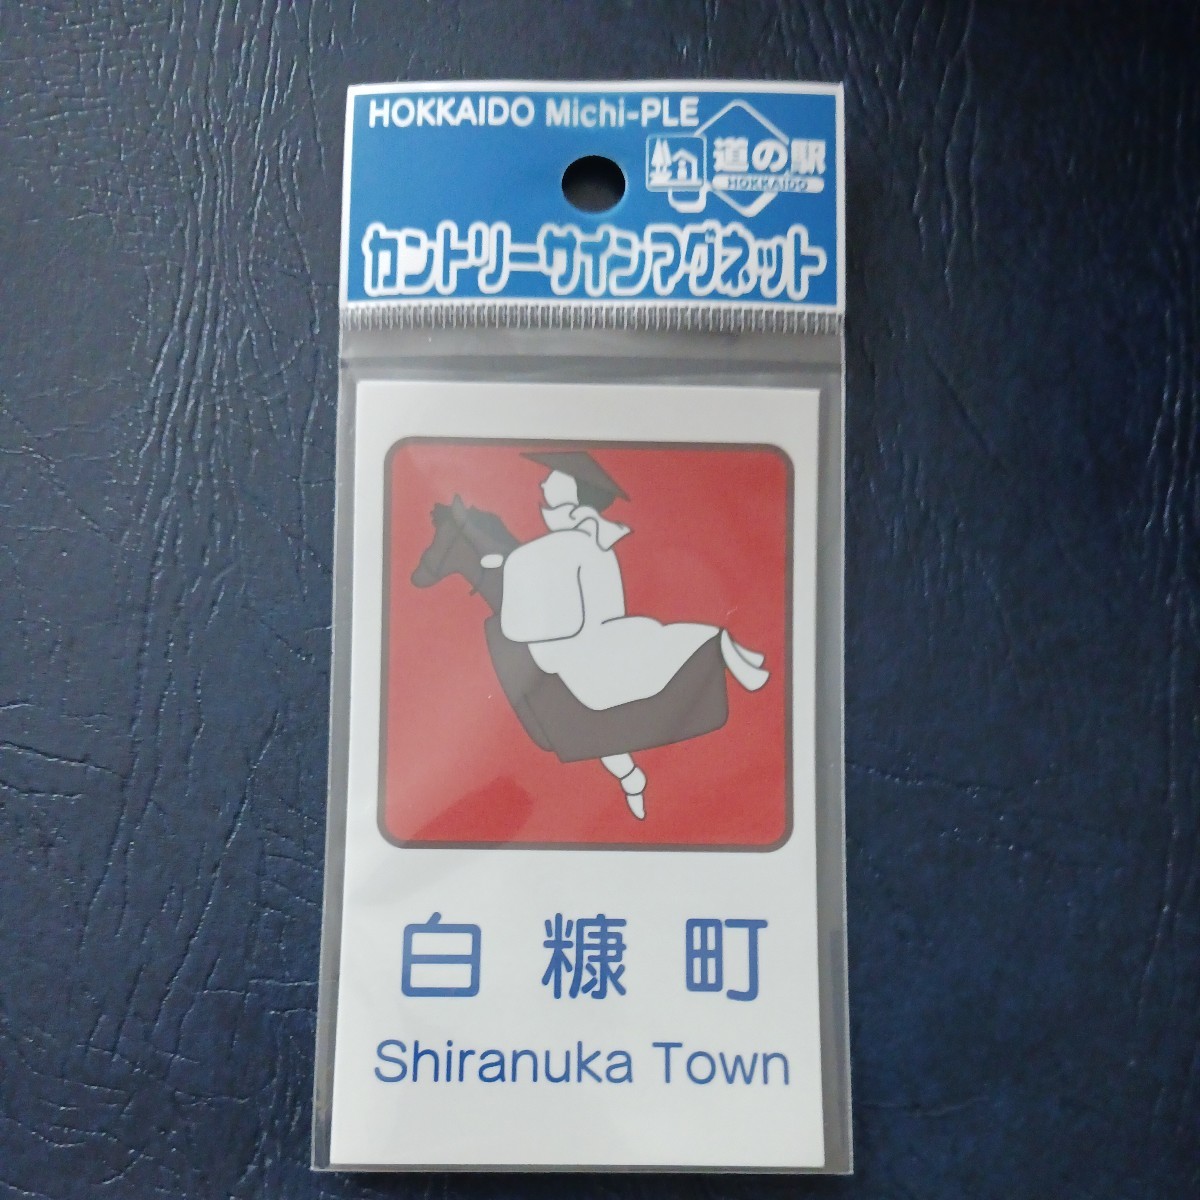 HOKKAIDO Michi-PLE
道の駅
HOKKAIDO
カントリーサインマグネット
白糠町
Shiranuka Town